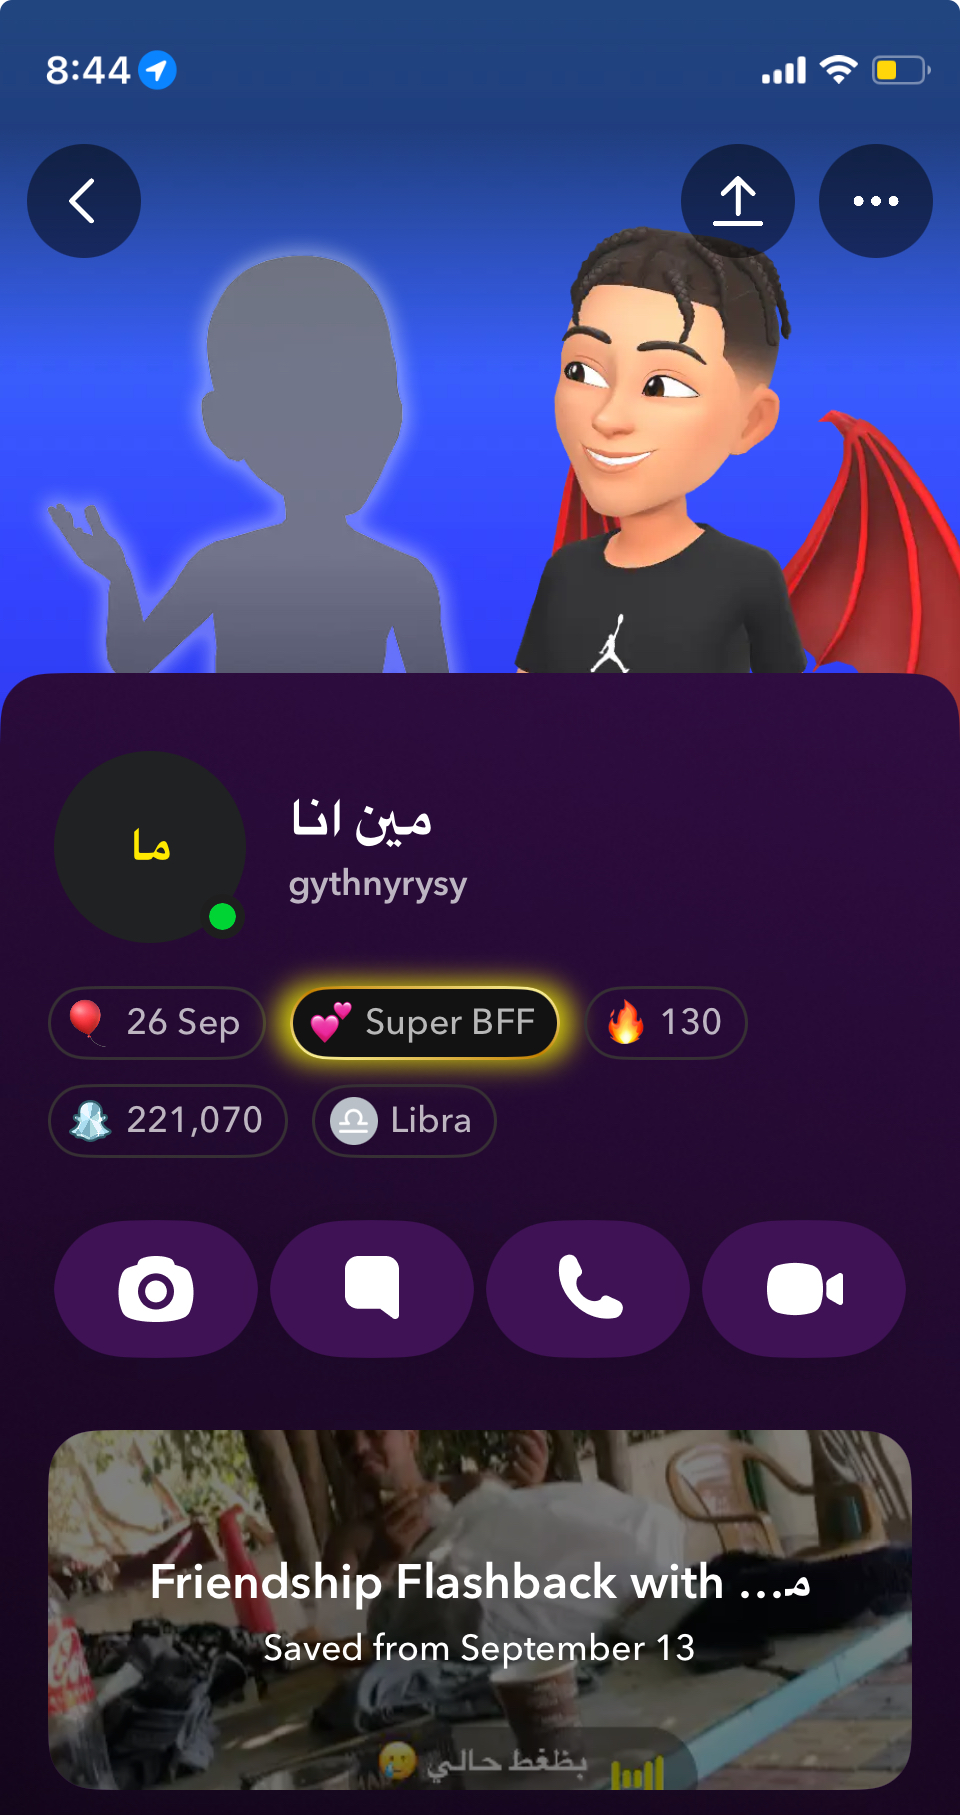 8:44
مين انا
ما
gythnyrysy
26 Sep
Super BFF
130
221,070
Libra
Friendship Flashback with ...م
Saved from September 13
بظغط حالي